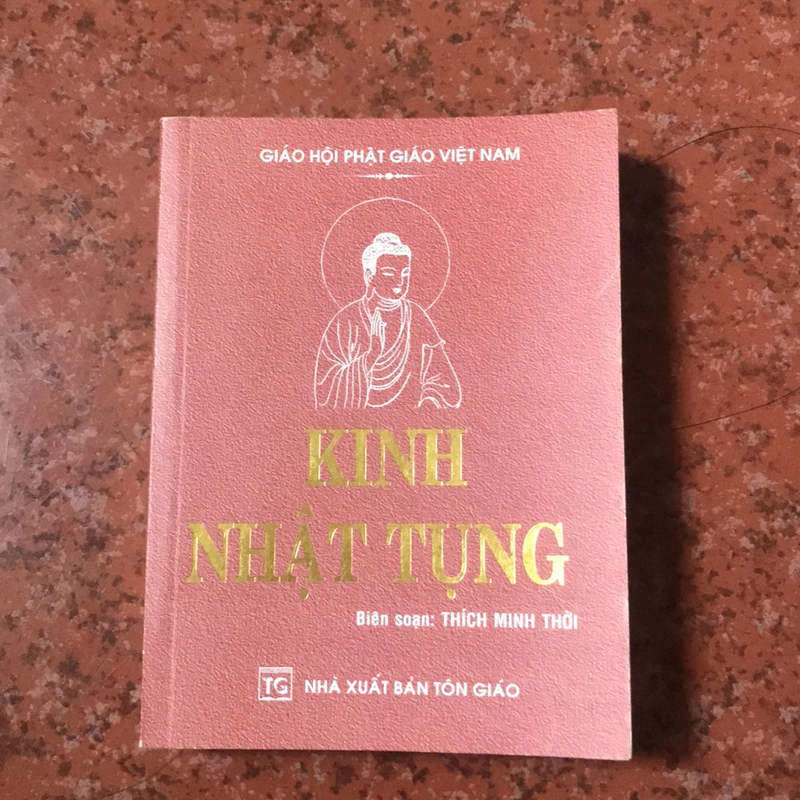 GIÁO HỘI PHẬT GIÁO VIỆT NAM
KINH
NHẬT TỤNG
Biên soạn: THÍCH MINH THỜI
TG NHÀ XUẤT BẢN TÔN GIÁO